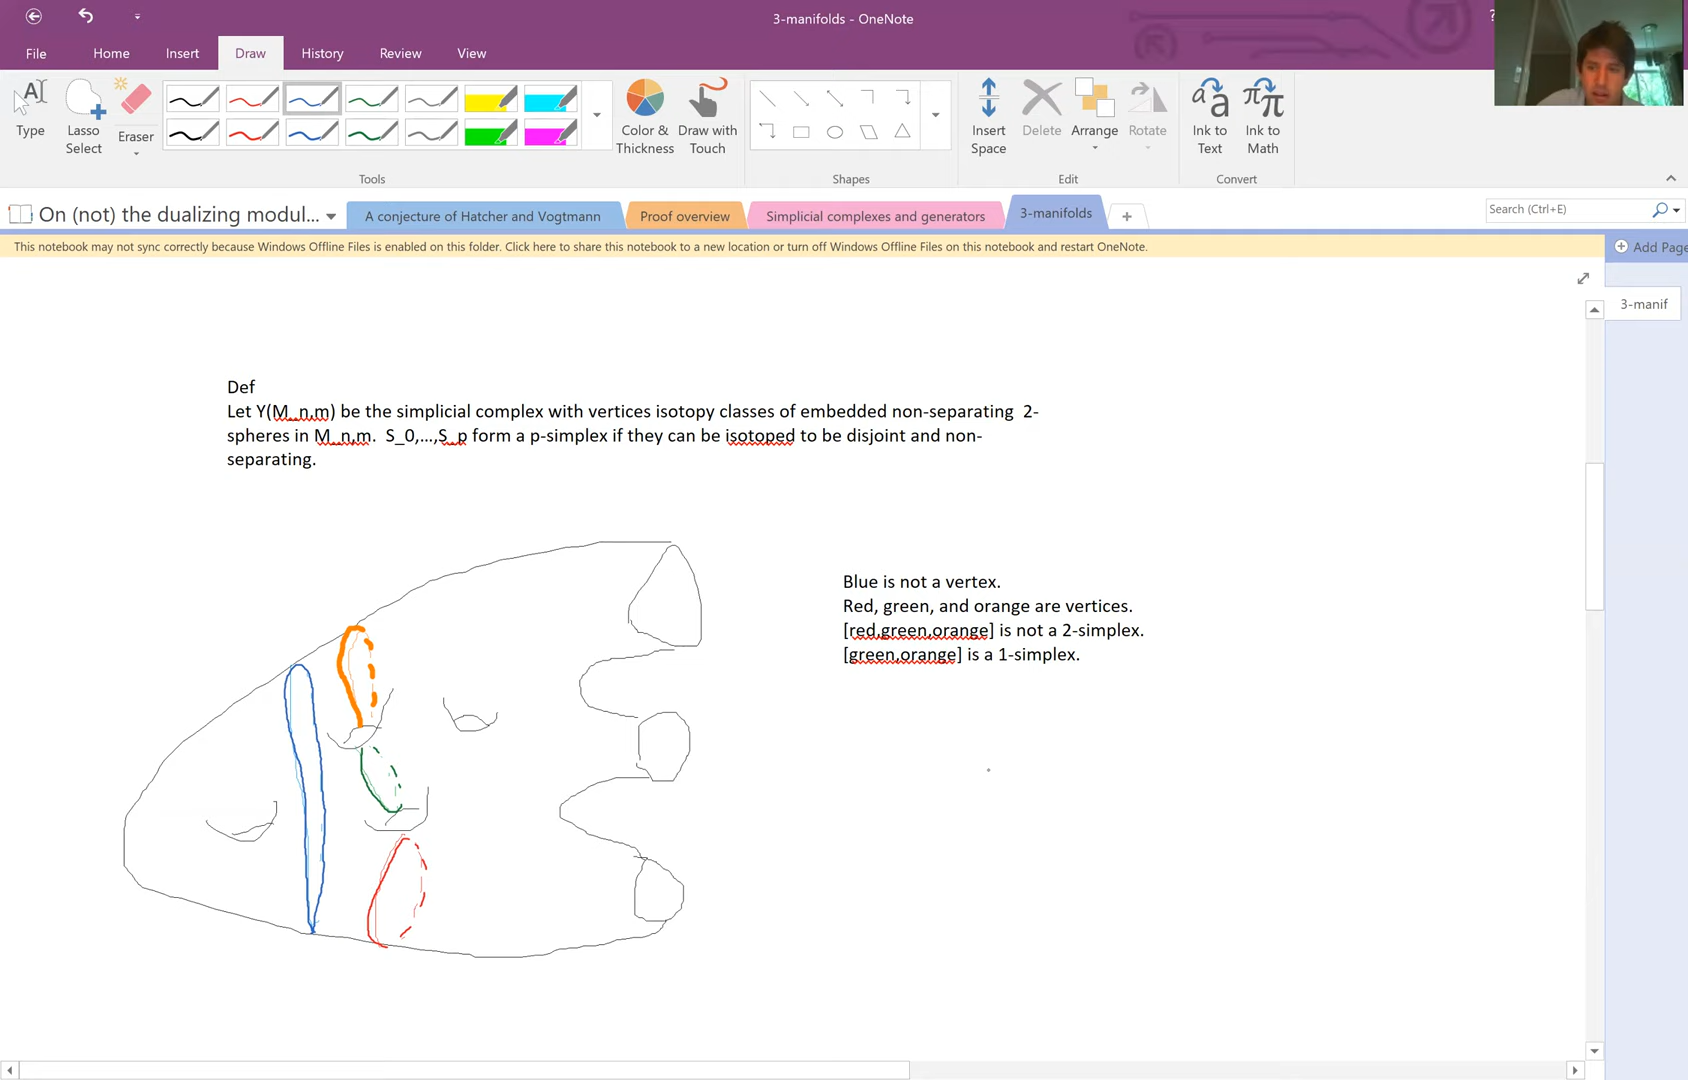 3-manifolds - OneNote
?
File Home Insert Draw History Review View
Type
Lasso Select
Eraser
Color & Thickness
Draw with Touch
Insert Space
Delete
Arrange
Rotate
Ink to Text
Ink to Math
Tools
Shapes
Edit
Convert
On (not) the dualizing modul...
A conjecture of Hatcher and Vogtmann
Proof overview
Simplicial complexes and generators
3-manifolds
Search (Ctrl+E)
This notebook may not sync correctly because Windows Offline Files is enabled on this folder. Click here to share this notebook to a new location or turn off Windows Offline Files on this notebook and restart OneNote.
Add Page
3-manif
Def
Let Y(M_n,m) be the simplicial complex with vertices isotopy classes of embedded non-separating 2-
spheres in M_n,m. S_0,...,S_p form a p-simplex if they can be isotoped to be disjoint and non-
separating.
Blue is not a vertex.
Red, green, and orange are vertices.
[red,green,orange] is not a 2-simplex.
[green,orange] is a 1-simplex.